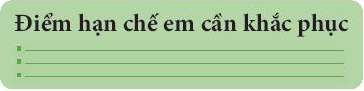 Điểm hạn chế em cần khắc phục